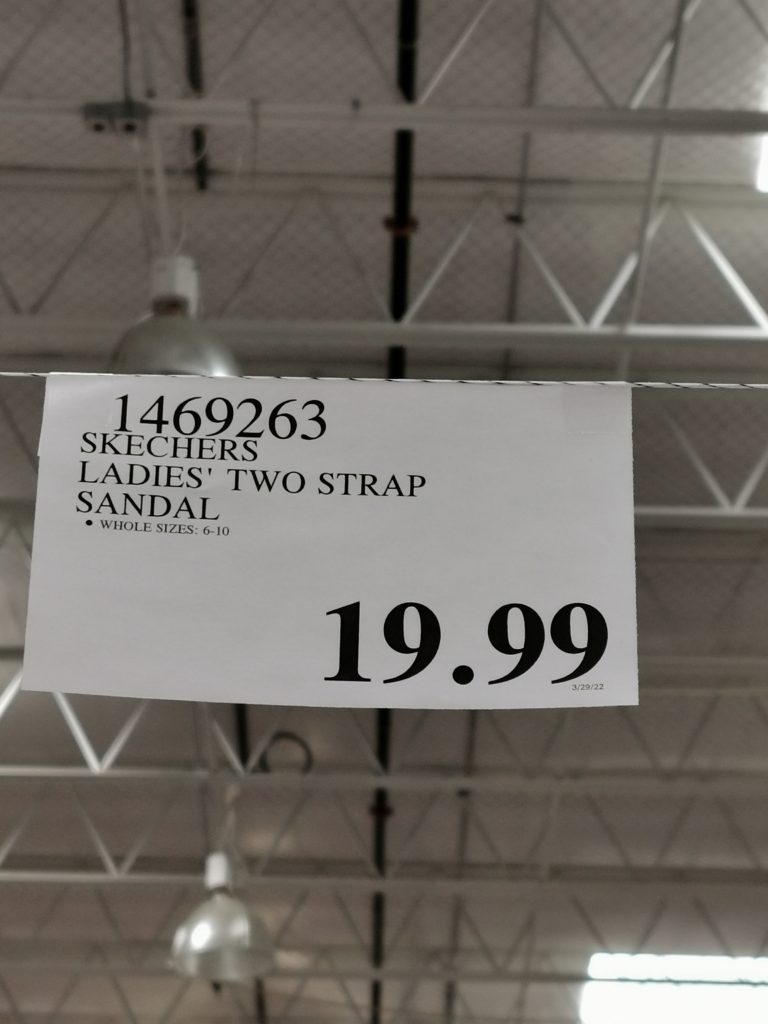 1469263
SKECHERS
LADIES' TWO STRAP
SANDAL
• WHOLE SIZES: 6-10
19.99
3/29/22